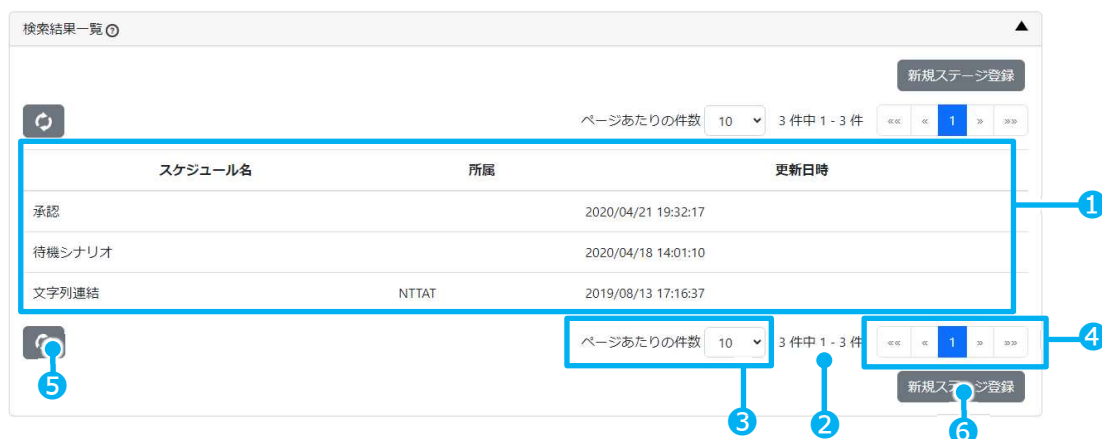 検索結果一覧 ?
▲
新規ステージ登録
ページあたりの件数 10 3 件中 1 - 3 件 «« « 1 » »»
スケジュール名 所属 更新日時
承認 2020/04/21 19:32:17
待機シナリオ 2020/04/18 14:01:10
文字列連結 NTTAT 2019/08/13 17:16:37
ページあたりの件数 10 3 件中 1 - 3 件 «« « 1 » »»
新規ステージ登録
1
4
5
3
2
6